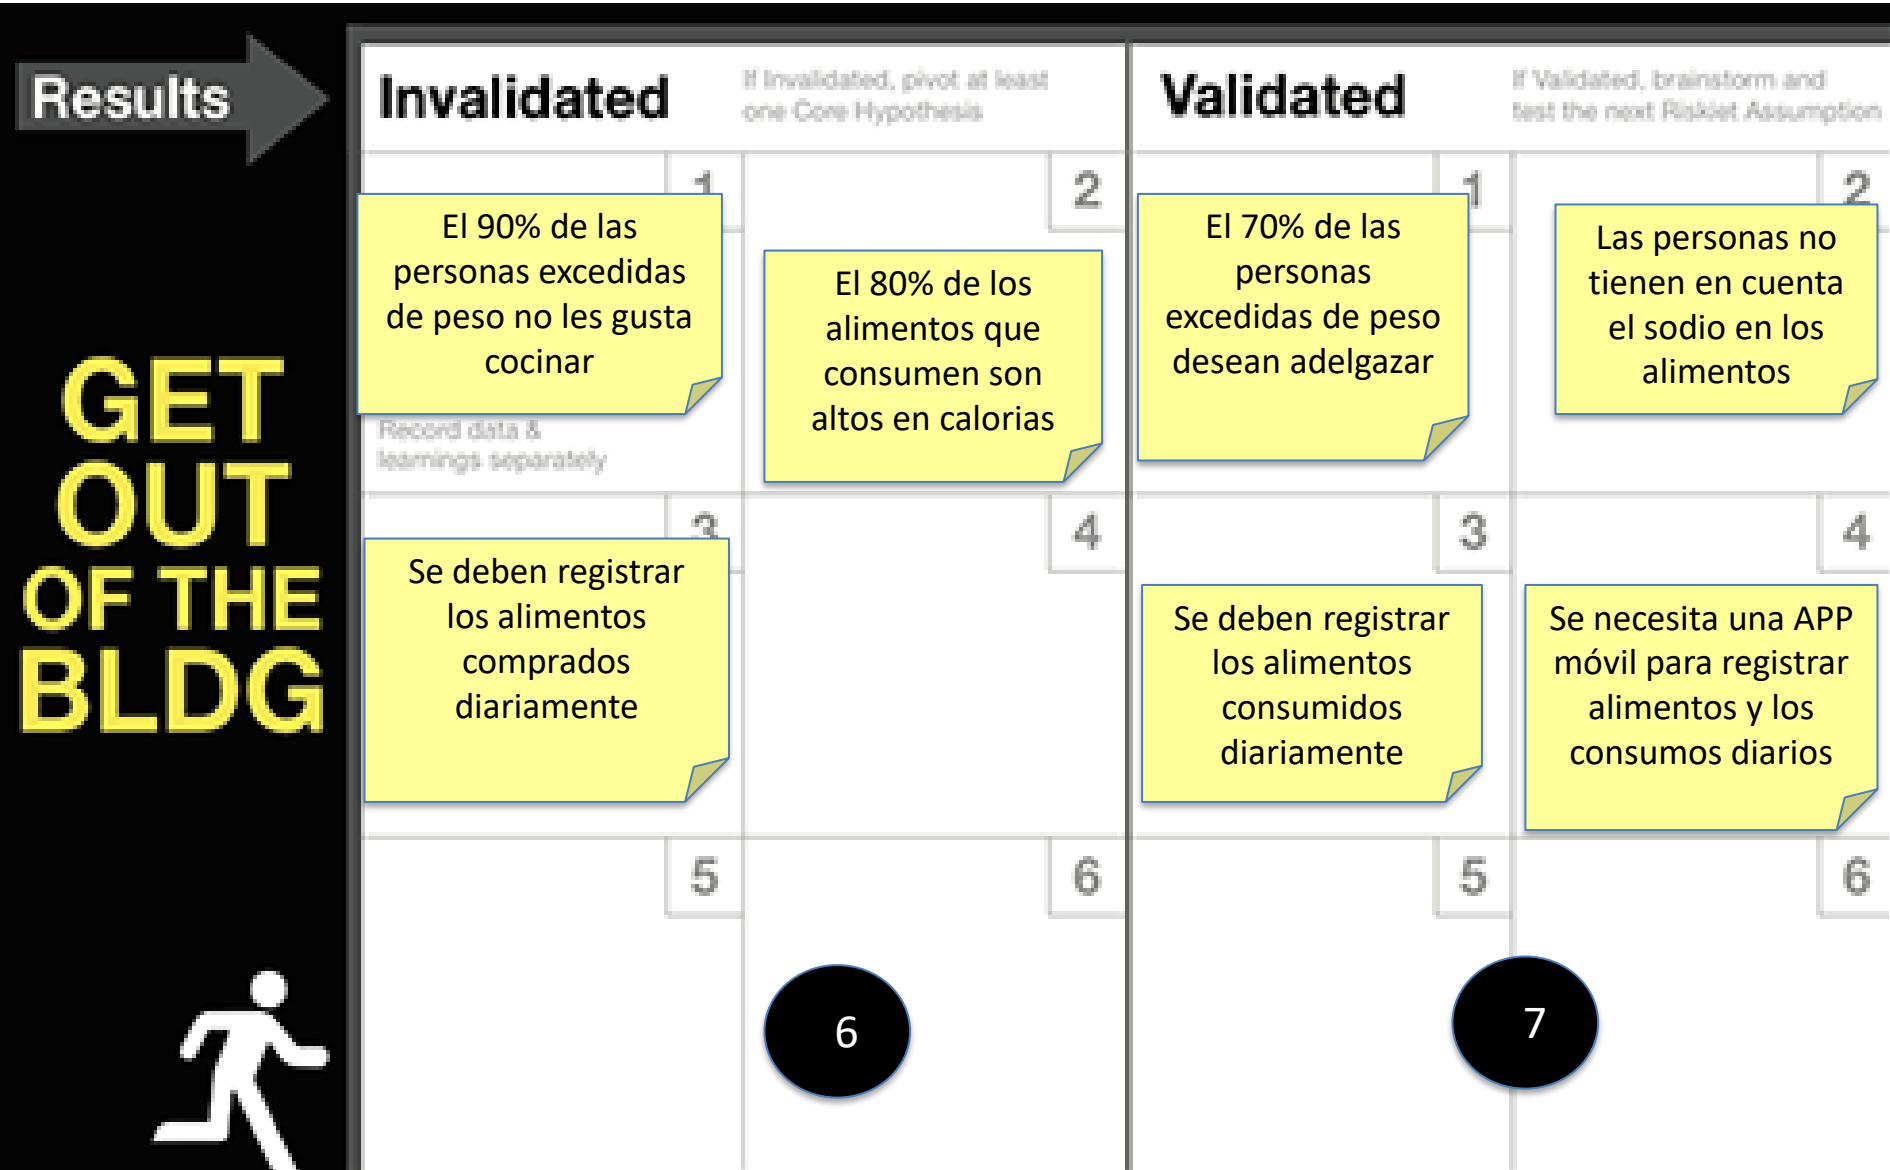 Results
Invalidated
If Invalidated, pivot at least
one Core Hypothesis
Validated
If Validated, brainstorm and
test the next Riskiet Assumption
1
2
1
2
El 90% de las
personas excedidas
de peso no les gusta
cocinar
El 80% de los
alimentos que
consumen son
altos en calorias
El 70% de las
personas
excedidas de peso
desean adelgazar
Las personas no
tienen en cuenta
el sodio en los
alimentos
Record data &
learnings separately
GET
OUT
OF THE
BLDG
3
4
3
4
Se deben registrar
los alimentos
comprados
diariamente
Se deben registrar
los alimentos
consumidos
diariamente
Se necesita una APP
móvil para registrar
alimentos y los
consumos diarios
5
6
5
6
6
7